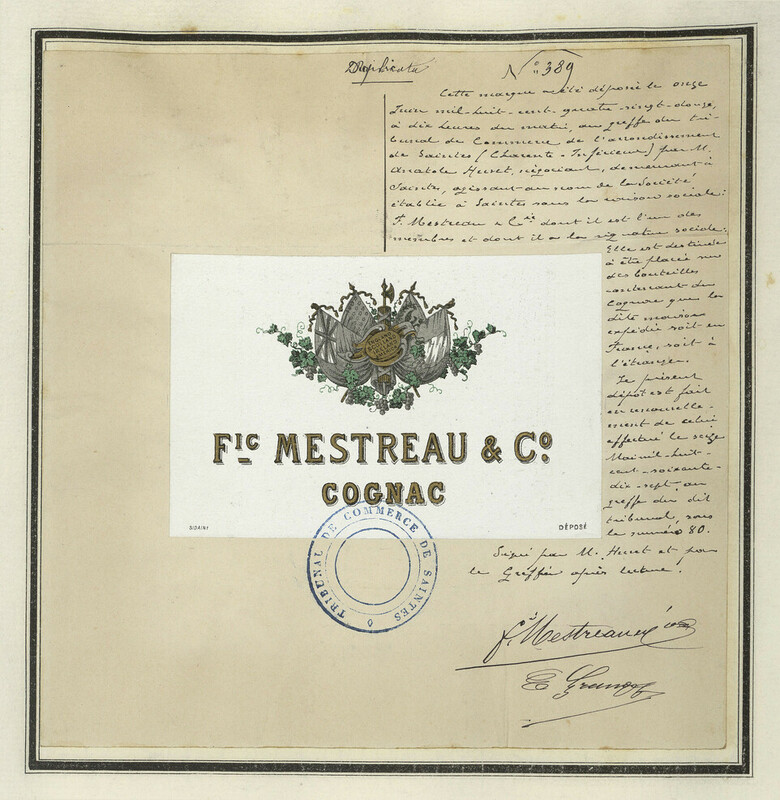 Duplicata
N° 389
Cette marque a été déposée le onze
Juin mil-huit-cent-quatre-vingt-douze,
à dix heures du matin, au greffe du tri-
bunal de Commerce de l'arrondissement
de Saintes (Charente-Inférieure) par M.
Anatole Huret, négociant, demeurant à
Saintes, agissant au nom de la Société
établie à Saintes sous la raison sociale:
F. Mestreau & Cie dont il est l'un des
membres et dont il a la signature sociale.
Elle est destinée
à être placée sur
des bouteilles
contenant du
Cognac que la
dite maison
expédie soit en
France, soit à
l'étranger.
Le présent
dépôt est fait
en renouvelle-
ment de celui
effectué le seize
Mai mil-huit-
cent-soixante-
dix-sept, au
greffe du dit
tribunal, sous
le numéro 80.
Signé par M. Huret et par
le Greffier après lecture.
FIC MESTREAU & CO
COGNAC
DÉPOSÉ
TRIBUNAL DE COMMERCE DE SAINTES
F. Mestreau & Cie